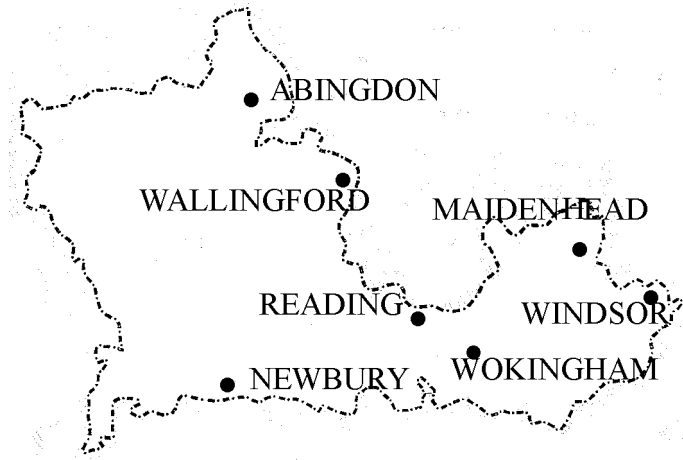 ABINGDON
WALLINGFORD
MAIDENHEAD
READING
WINDSOR
WOKINGHAM
NEWBURY